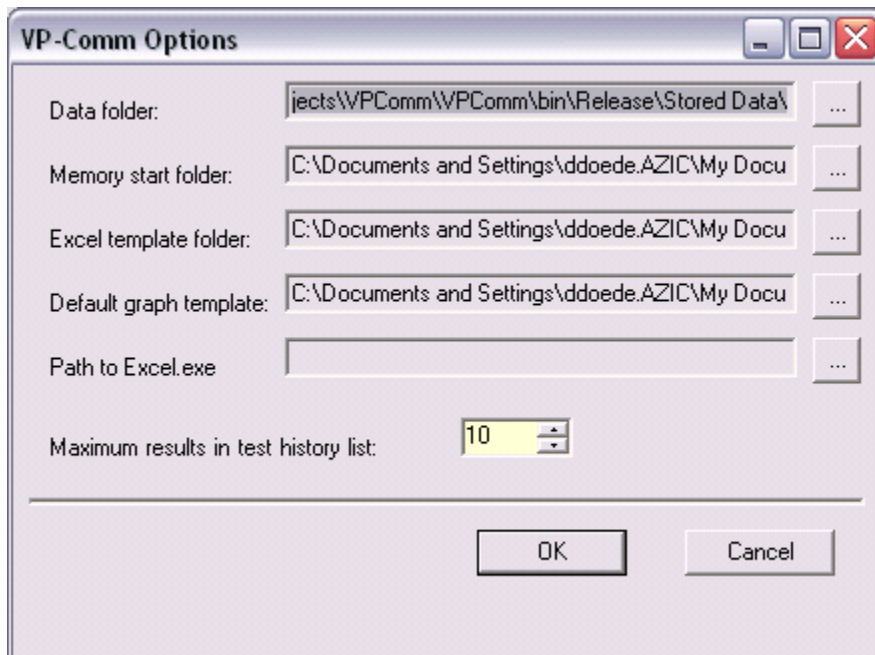 VP-Comm Options
Data folder: jects\VPComm\VPComm\bin\Release\Stored Data\ ...
Memory start folder: C:\Documents and Settings\ddoede.AZIC\My Docu ...
Excel template folder: C:\Documents and Settings\ddoede.AZIC\My Docu ...
Default graph template: C:\Documents and Settings\ddoede.AZIC\My Docu ...
Path to Excel.exe ...
Maximum results in test history list: 10
OK Cancel